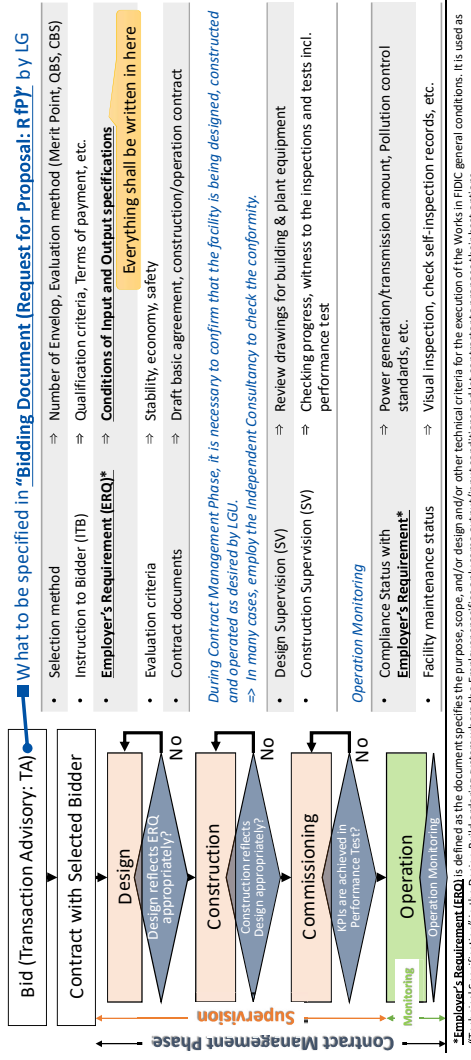 Bid (Transaction Advisory: TA)
Contract with Selected Bidder
Design
Design reflects ERQ
appropriately?
No
Construction
Construction reflects
Design appropriately?
No
Commissioning
KPIs are achieved in
Performance Test?
No
Operation
Operation Monitoring
Supervision
Monitoring
Contract Management Phase
What to be specified in “Bidding Document (Request for Proposal: RfP)” by LG
• Selection method ⇒ Number of Envelop, Evaluation method (Merit Point, QBS, CBS)
• Instruction to Bidder (ITB) ⇒ Qualification criteria, Terms of payment, etc.
• Employer’s Requirement (ERQ)* ⇒ Conditions of Input and Output specifications
Everything shall be written in here
• Evaluation criteria ⇒ Stability, economy, safety
• Contract documents ⇒ Draft basic agreement, construction/operation contract
During Contract Management Phase, it is necessary to confirm that the facility is being designed, constructed
and operated as desired by LGU.
=> In many cases, employ the Independent Consultancy to check the conformity.
• Design Supervision (SV) ⇒ Review drawings for building & plant equipment
• Construction Supervision (SV) ⇒ Checking progress, witness to the inspections and tests incl.
performance test
Operation Monitoring
• Compliance Status with ⇒ Power generation/transmission amount, Pollution control
Employer’s Requirement* standards, etc.
• Facility maintenance status ⇒ Visual inspection, check self-inspection records, etc.
*Employer’s Requirement (ERQ) is defined as the document specifies the purpose, scope, and/or design and/or other technical criteria for the execution of the Works in FIDIC general conditions. It is used as